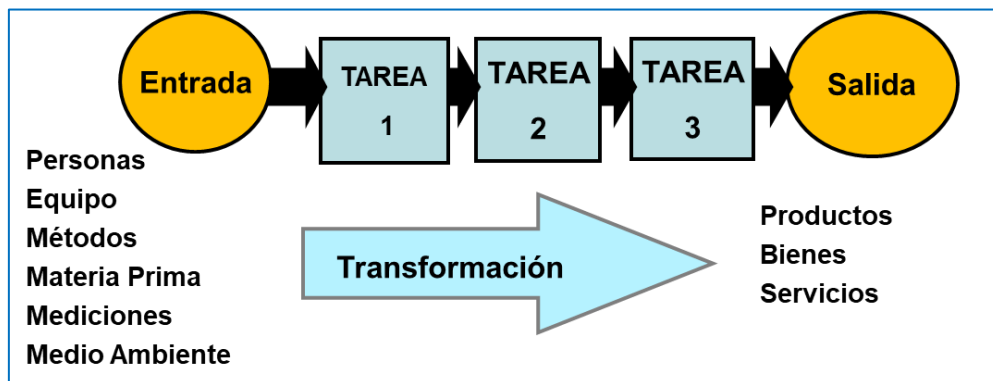 Entrada
TAREA
1
TAREA
2
TAREA
3
Salida
Personas
Equipo
Métodos
Materia Prima
Mediciones
Medio Ambiente
Transformación
Productos
Bienes
Servicios